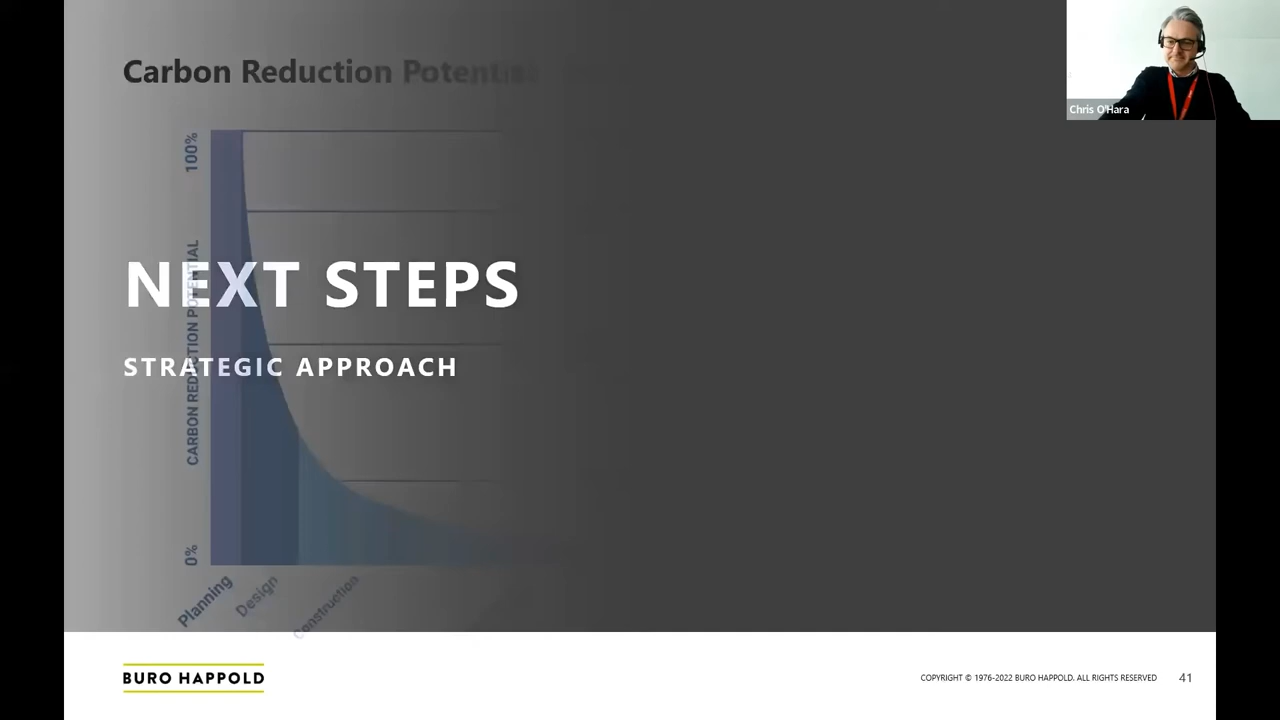 Carbon Reduction Potential
Chris O'Hara
100%
CARBON REDUCTION POTENTIAL
NEXT STEPS
STRATEGIC APPROACH
0%
Planning
Design
Construction
BURO HAPPOLD
COPYRIGHT © 1976-2022 BURO HAPPOLD. ALL RIGHTS RESERVED
41